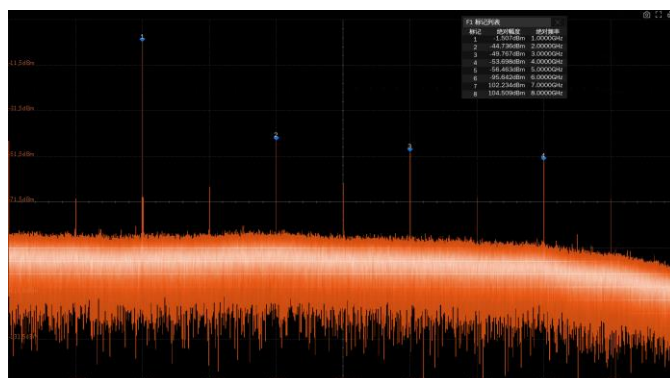 F1 标记列表
标记 绝对幅度 绝对频率
1 -1.507dBm 1.0000GHz
2 -44.736dBm 2.0000GHz
3 -49.767dBm 3.0000GHz
4 -53.698dBm 4.0000GHz
5 -56.463dBm 5.0000GHz
6 -95.642dBm 6.0000GHz
7 102.234dBm 7.0000GHz
8 104.509dBm 8.0000GHz
1
-11.5dBm
-31.5dBm
2
3
-51.5dBm
4
-71.5dBm